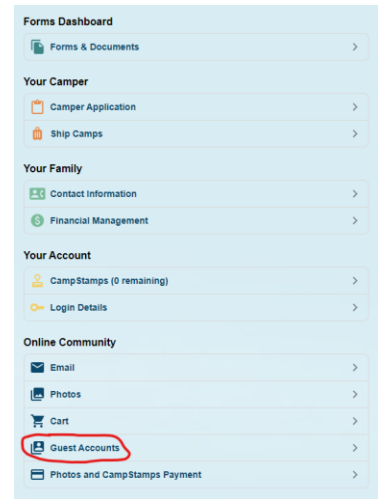 Forms Dashboard
Forms & Documents
Your Camper
Camper Application
Ship Camps
Your Family
Contact Information
Financial Management
Your Account
CampStamps (0 remaining)
Login Details
Online Community
Email
Photos
Cart
Guest Accounts
Photos and CampStamps Payment